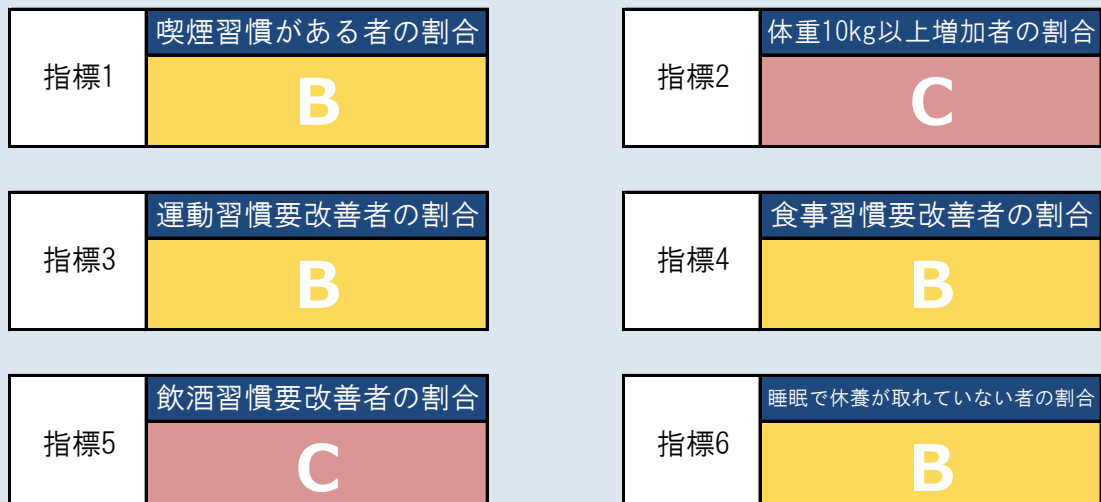 指標1
喫煙習慣がある者の割合
B
指標2
体重10kg以上増加者の割合
C
指標3
運動習慣要改善者の割合
B
指標4
食事習慣要改善者の割合
B
指標5
飲酒習慣要改善者の割合
C
指標6
睡眠で休養が取れていない者の割合
B